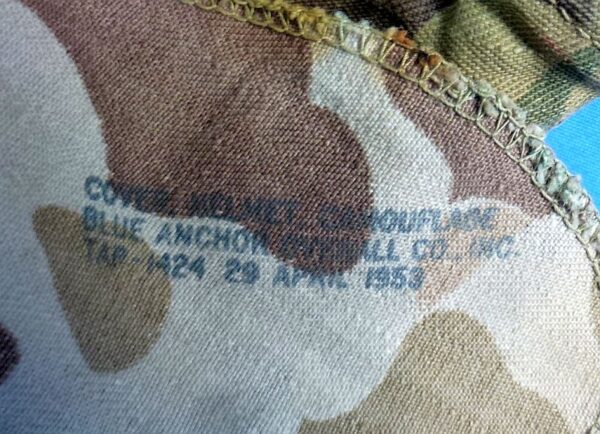 COVER, HELMET, CAMOUFLAGE
BLUE ANCHOR OVERALL CO., INC.
TAP-1424 29 APRIL 1953